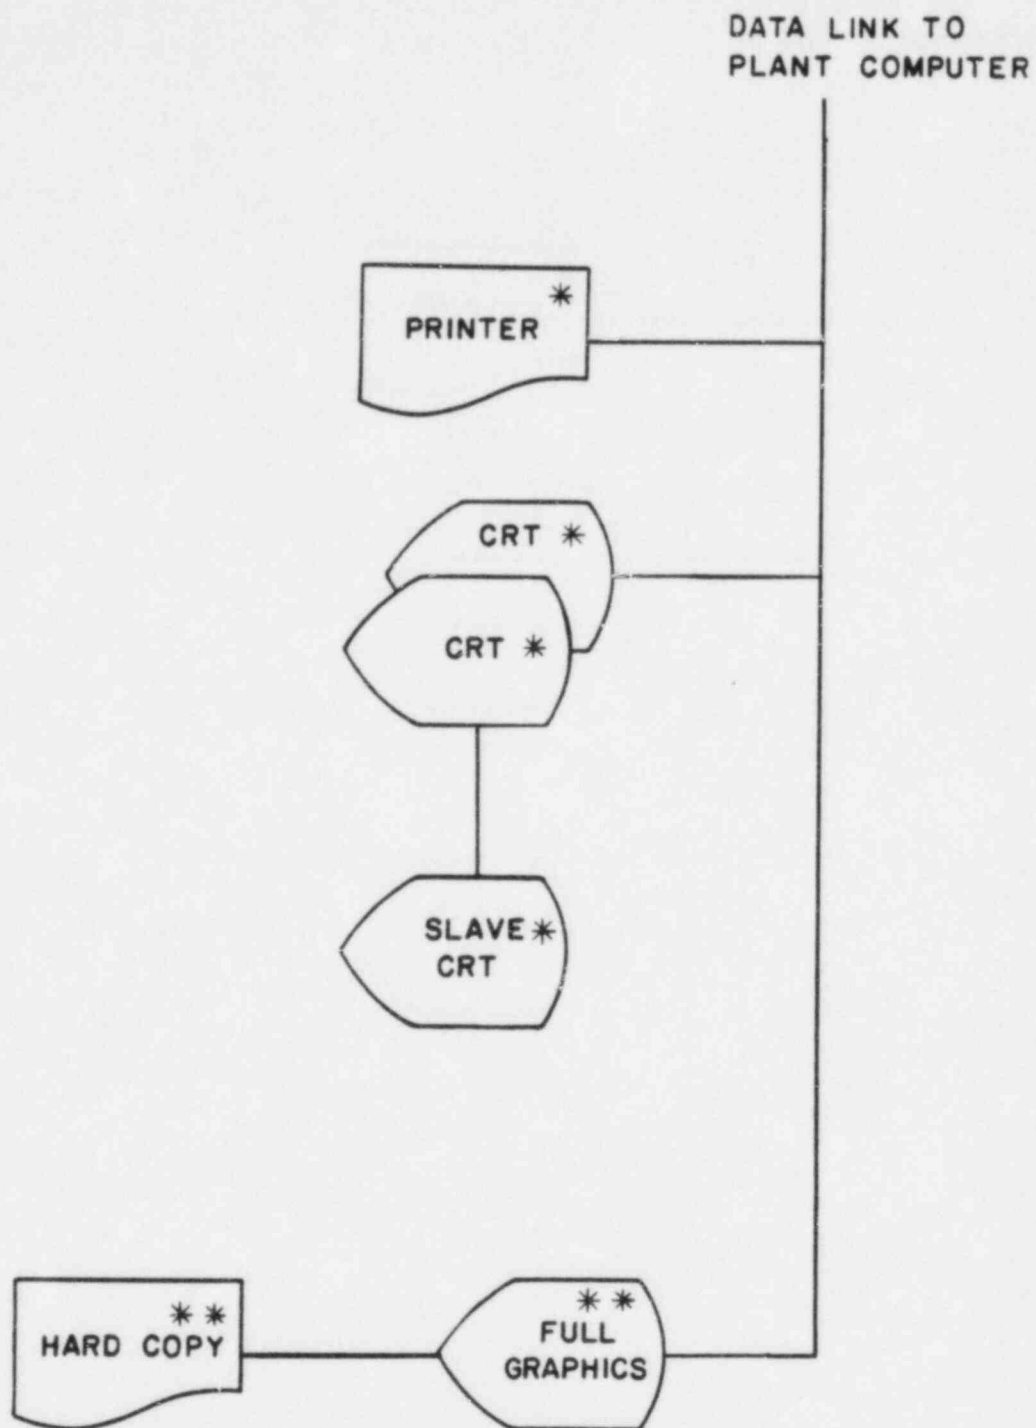 DATA LINK TO
PLANT COMPUTER
*
PRINTER
CRT *
CRT *
SLAVE *
CRT
* *
HARD COPY
* *
FULL
GRAPHICS